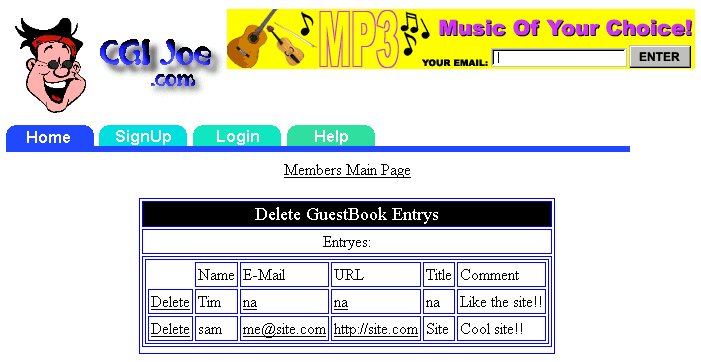 CGI Joe
.com
MP3
Music Of Your Choice!
YOUR EMAIL: ENTER
Home SignUp Login Help
Members Main Page
Delete GuestBook Entrys
Entryes:
Name E-Mail URL Title Comment
Delete Tim na na na Like the site!!
Delete sam me@site.com http://site.com Site Cool site!!